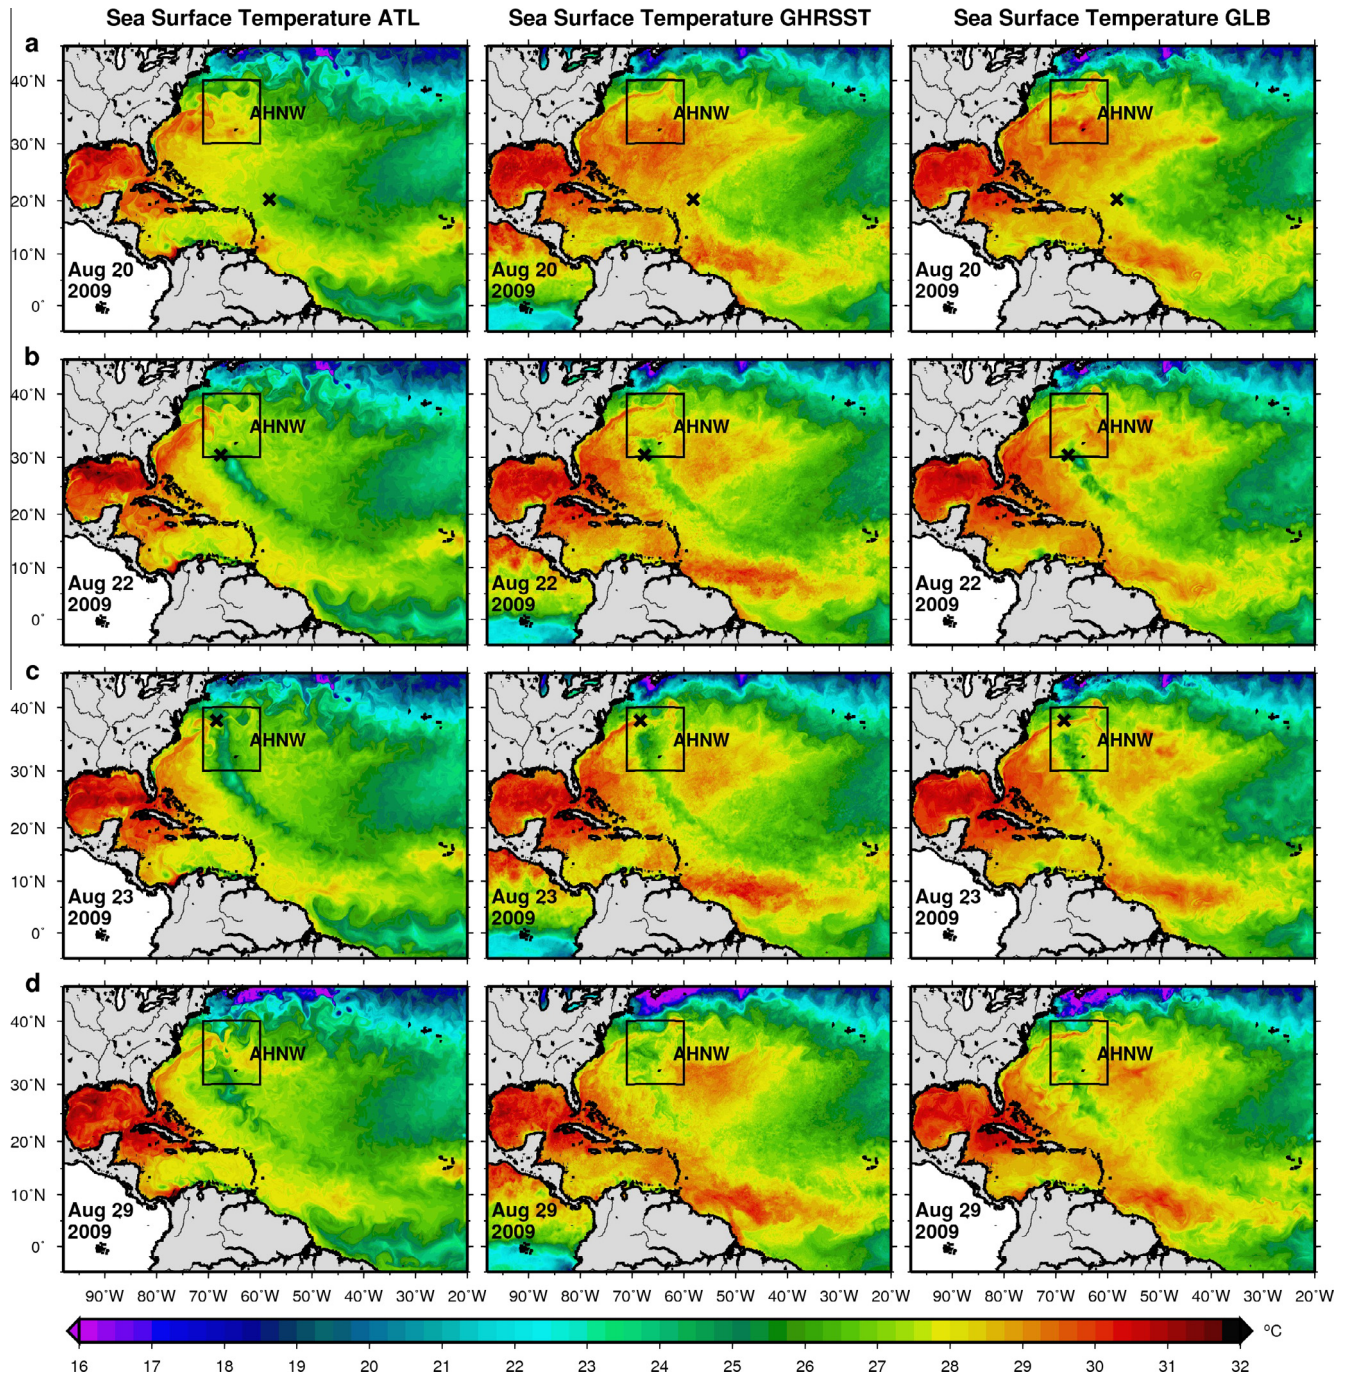 Sea Surface Temperature ATL
Sea Surface Temperature GHRSST
Sea Surface Temperature GLB
a
40°N
30°N
20°N
10°N
0°
AHNW
Aug 20
2009
AHNW
Aug 20
2009
AHNW
Aug 20
2009
b
40°N
30°N
20°N
10°N
0°
AHNW
Aug 22
2009
AHNW
Aug 22
2009
AHNW
Aug 22
2009
c
40°N
30°N
20°N
10°N
0°
AHNW
Aug 23
2009
AHNW
Aug 23
2009
AHNW
Aug 23
2009
d
40°N
30°N
20°N
10°N
0°
AHNW
Aug 29
2009
AHNW
Aug 29
2009
AHNW
Aug 29
2009
90°W 80°W 70°W 60°W 50°W 40°W 30°W 20°W
90°W 80°W 70°W 60°W 50°W 40°W 30°W 20°W
90°W 80°W 70°W 60°W 50°W 40°W 30°W 20°W
ºC
16 17 18 19 20 21 22 23 24 25 26 27 28 29 30 31 32